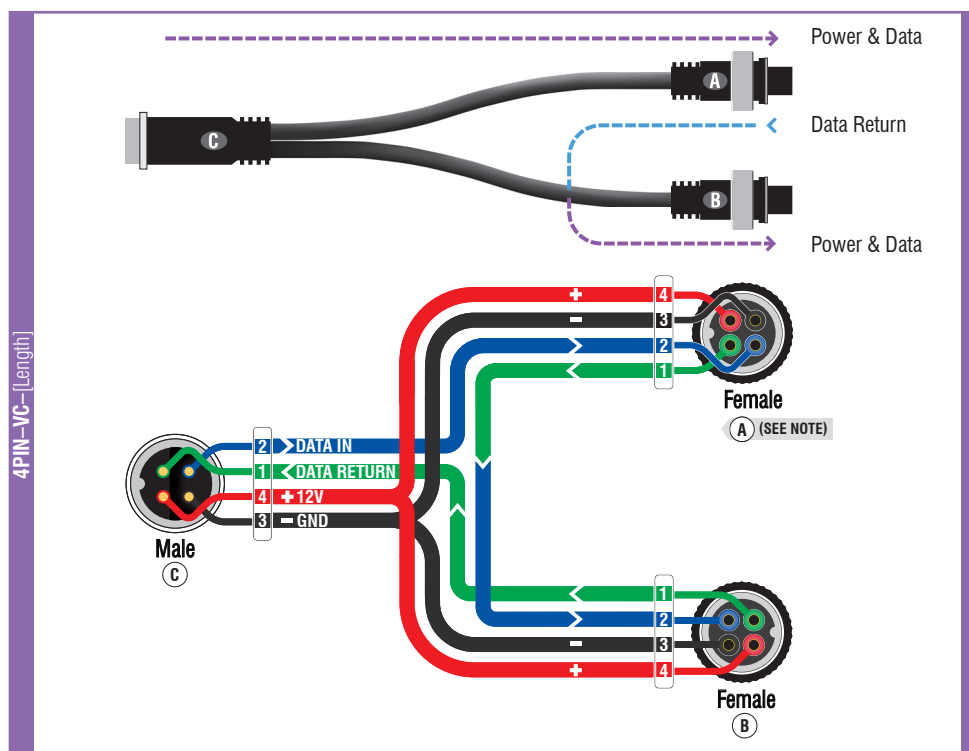 4PIN–VC–[Length]
Power & Data
A
C
Data Return
B
Power & Data
+ 4
– 3
2
1
Female
A (SEE NOTE)
2 DATA IN
1 DATA RETURN
4 + 12V
3 – GND
Male
C
1
2
– 3
+ 4
Female
B